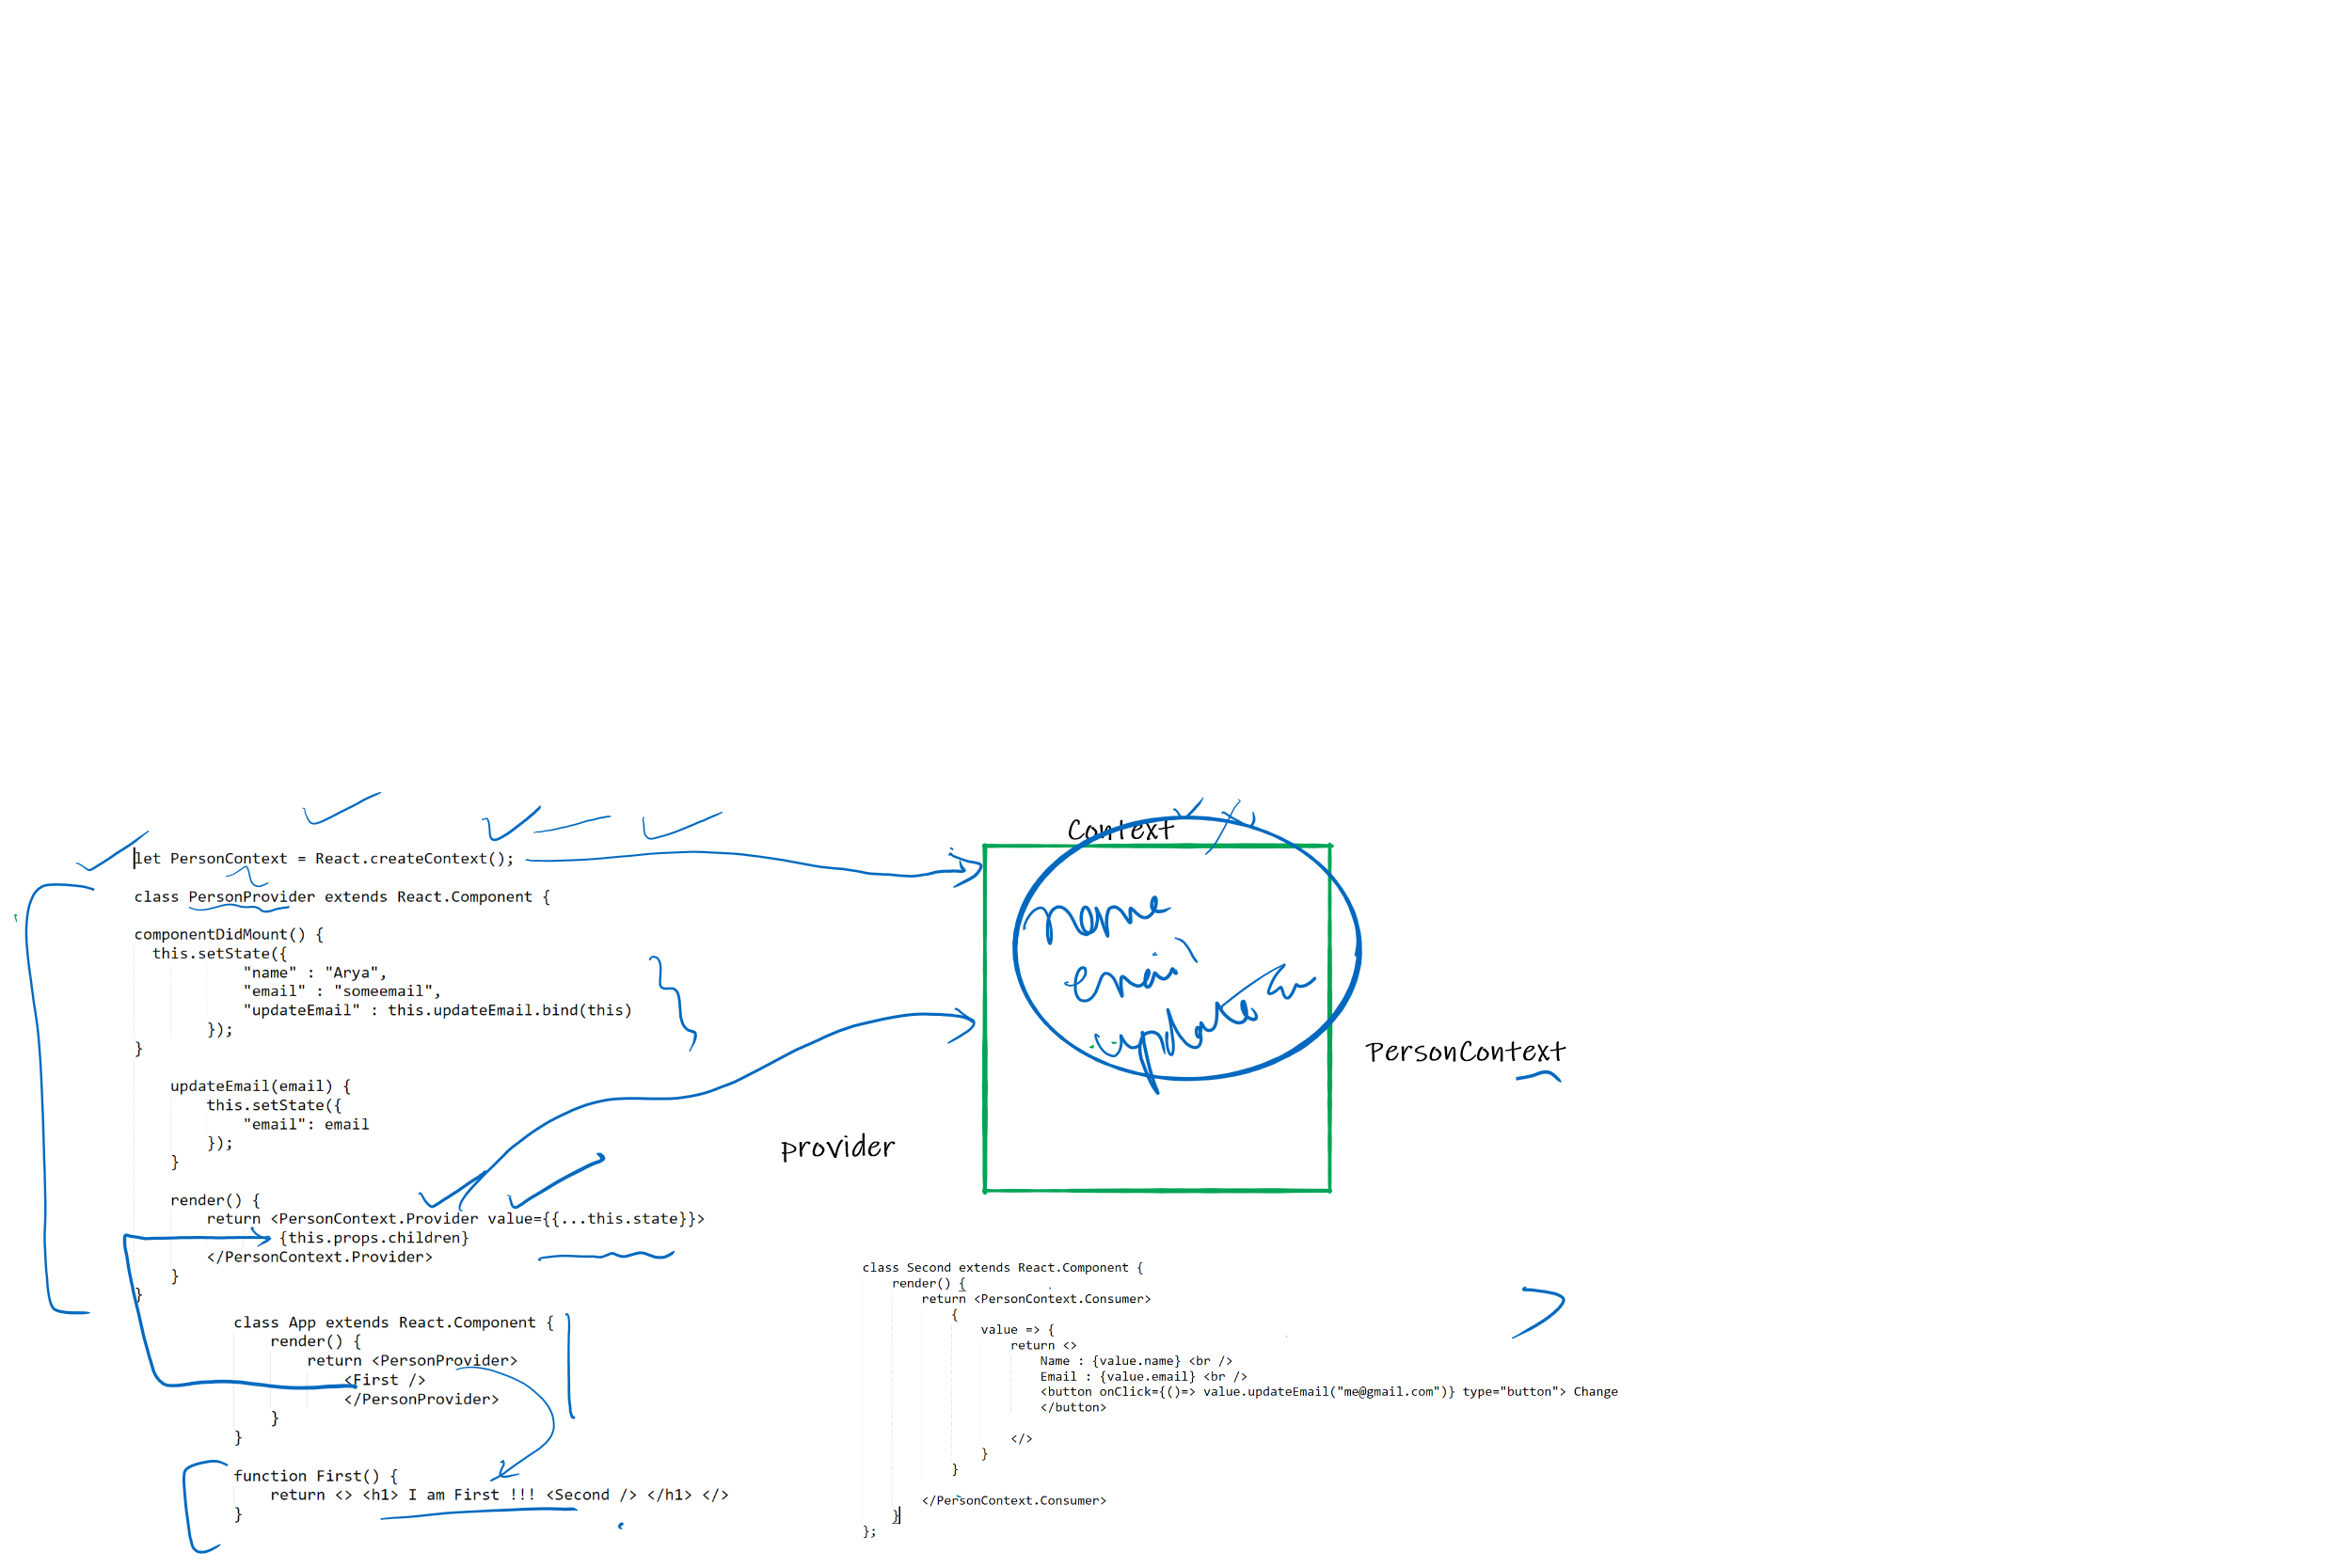 let PersonContext = React.createContext();
class PersonProvider extends React.Component {
componentDidMount() {
this.setState({
"name" : "Arya",
"email" : "someemail",
"updateEmail" : this.updateEmail.bind(this)
});
}
updateEmail(email) {
this.setState({
"email": email
});
}
render() {
return <PersonContext.Provider value={{...this.state}}>
{this.props.children}
</PersonContext.Provider>
}
}
class App extends React.Component {
render() {
return <PersonProvider>
<First />
</PersonProvider>
}
}
function First() {
return <> <h1> I am First !!! <Second /> </h1> </>
}
Context
name
email
PersonContext
provider
class Second extends React.Component {
render() {
return <PersonContext.Consumer>
{
value => {
return <>
Name : {value.name} <br />
Email : {value.email} <br />
<button onClick={()=> value.updateEmail("me@gmail.com")} type="button"> Change
</button>
</>
}
}
</PersonContext.Consumer>
}
};